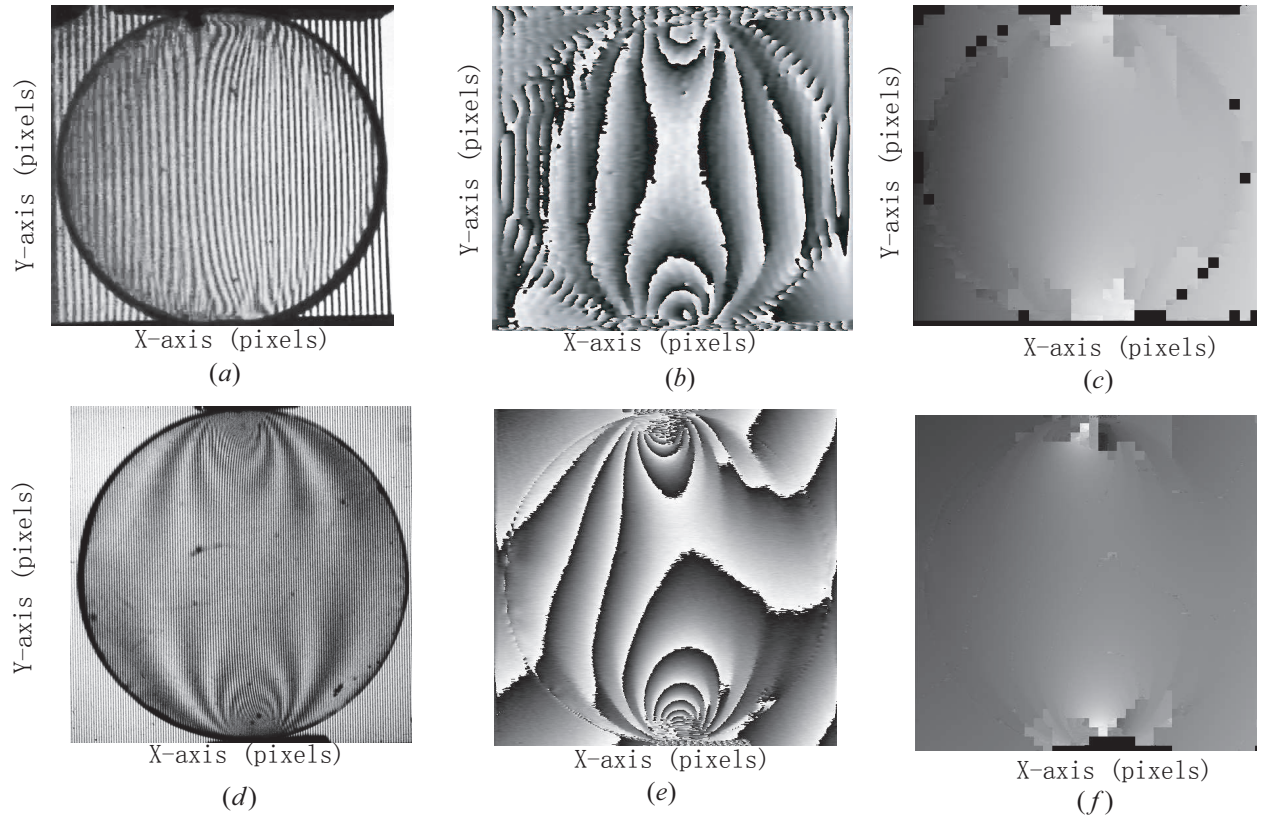 Y-axis (pixels)
Y-axis (pixels)
Y-axis (pixels)
X-axis (pixels)
X-axis (pixels)
X-axis (pixels)
(a)
(b)
(c)
Y-axis (pixels)
X-axis (pixels)
X-axis (pixels)
X-axis (pixels)
(d)
(e)
(f)